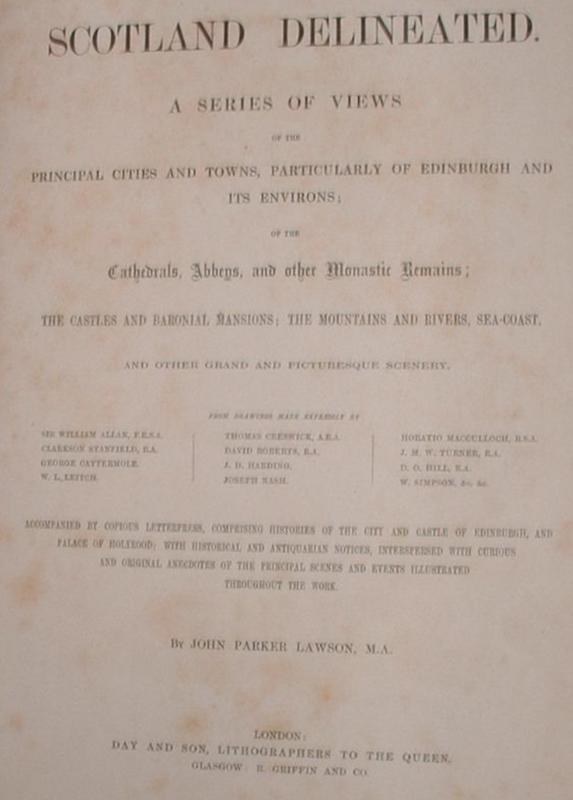 SCOTLAND DELINEATED.
A SERIES OF VIEWS
OF THE
PRINCIPAL CITIES AND TOWNS, PARTICULARLY OF EDINBURGH AND
ITS ENVIRONS;
OF THE
Cathedrals, Abbeys, and other Monastic Remains;
THE CASTLES AND BARONIAL MANSIONS; THE MOUNTAINS AND RIVERS, SEA-COAST,
AND OTHER GRAND AND PICTURESQUE SCENERY.
FROM DRAWINGS MADE EXPRESSLY BY
SIR WILLIAM ALLAN, P.R.S.A.
CLARKSON STANFIELD, R.A.
GEORGE CATTERMOLE.
W. L. LEITCH.
THOMAS CRESWICK, A.R.A.
DAVID ROBERTS, R.A.
J. D. HARDING.
JOSEPH NASH.
HORATIO MACCULLOCH, R.S.A.
J. M. W. TURNER, R.A.
D. O. HILL, R.A.
W. SIMPSON, &c. &c.
ACCOMPANIED BY COPIOUS LETTERPRESS, COMPRISING HISTORIES OF THE CITY AND CASTLE OF EDINBURGH, AND
PALACE OF HOLYROOD; WITH HISTORICAL AND ANTIQUARIAN NOTICES, INTERSPERSED WITH CURIOUS
AND ORIGINAL ANECDOTES OF THE PRINCIPAL SCENES AND EVENTS ILLUSTRATED
THROUGHOUT THE WORK.
By JOHN PARKER LAWSON, M.A.
LONDON:
DAY AND SON, LITHOGRAPHERS TO THE QUEEN.
GLASGOW: R. GRIFFIN AND CO.